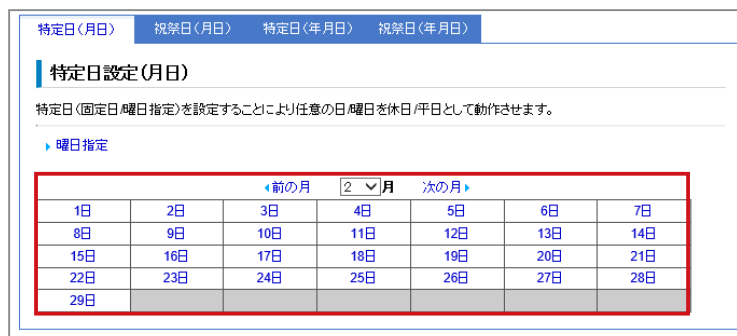 特定日(月日) 祝祭日(月日) 特定日(年月日) 祝祭日(年月日)
特定日設定(月日)
特定日(固定日/曜日指定)を設定することにより任意の日/曜日を休日/平日として動作させます。
曜日指定
前の月 2 月 次の月
1日 2日 3日 4日 5日 6日 7日
8日 9日 10日 11日 12日 13日 14日
15日 16日 17日 18日 19日 20日 21日
22日 23日 24日 25日 26日 27日 28日
29日